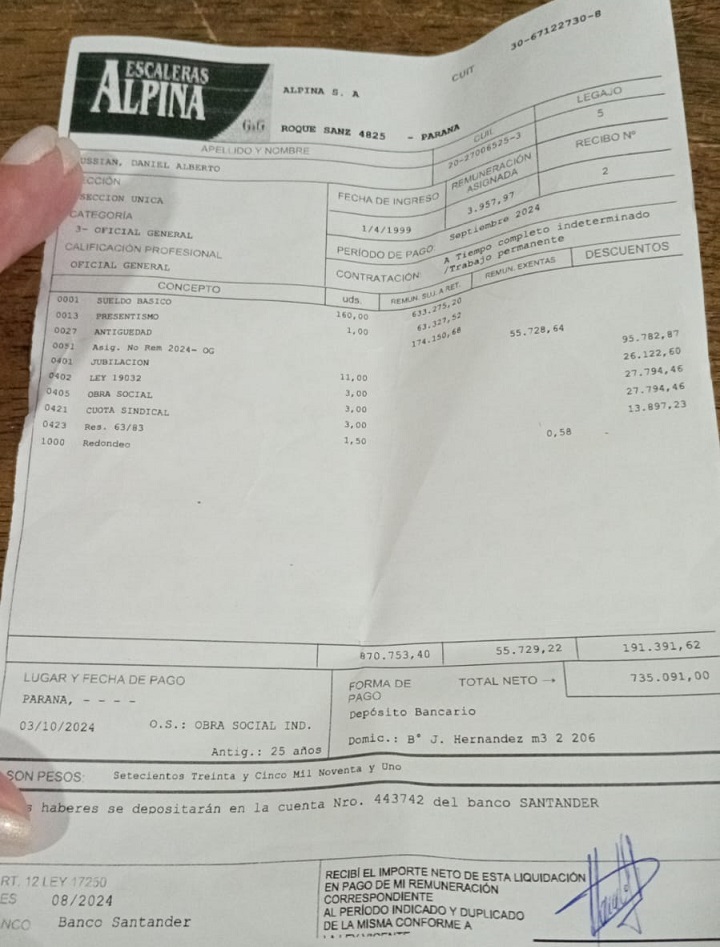 ESCALERAS
ALPINA
G&G
ALPINA S. A
CUIT
30-67122730-8
ROQUE SANZ 4825 - PARANA
APELLIDO Y NOMBRE
CUIL
LEGAJO
USSIAN, DANIEL ALBERTO
20-27006525-3
5
CCIÓN
SECCION UNICA
FECHA DE INGRESO
REMUNERACIÓN ASIGNADA
RECIBO Nº
CATEGORÍA
3- OFICIAL GENERAL
1/4/1999
3.957,97
2
CALIFICACIÓN PROFESIONAL
OFICIAL GENERAL
PERÍODO DE PAGO: Septiembre 2024
CONTRATACIÓN: A Tiempo completo indeterminado
/Trabajo permanente
CONCEPTO uds. REMUN. SUJ. A RET. REMUN. EXENTAS DESCUENTOS
0001 SUELDO BASICO 160,00 633.275,20
0013 PRESENTISMO 1,00 63.327,52
0027 ANTIGUEDAD 174.150,68
0051 Asig. No Rem 2024- OG 55.728,64
0401 JUBILACION 11,00 95.782,87
0402 LEY 19032 3,00 26.122,60
0405 OBRA SOCIAL 3,00 27.794,46
0421 CUOTA SINDICAL 3,00 27.794,46
0423 Res. 63/83 1,50 13.897,23
1000 Redondeo 0,58
870.753,40 55.729,22 191.391,62
LUGAR Y FECHA DE PAGO
PARANA, - - - -
03/10/2024 O.S.: OBRA SOCIAL IND.
Antig.: 25 años
FORMA DE PAGO
TOTAL NETO → 735.091,00
Depósito Bancario
Domic.: B° J. Hernandez m3 2 206
SON PESOS: Setecientos Treinta y Cinco Mil Noventa y Uno
s haberes se depositarán en la cuenta Nro. 443742 del banco SANTANDER
RT. 12 LEY 17250
ES 08/2024
NCO Banco Santander
RECIBÍ EL IMPORTE NETO DE ESTA LIQUIDACIÓN
EN PAGO DE MI REMUNERACIÓN
CORRESPONDIENTE
AL PERÍODO INDICADO Y DUPLICADO
DE LA MISMA CONFORME A